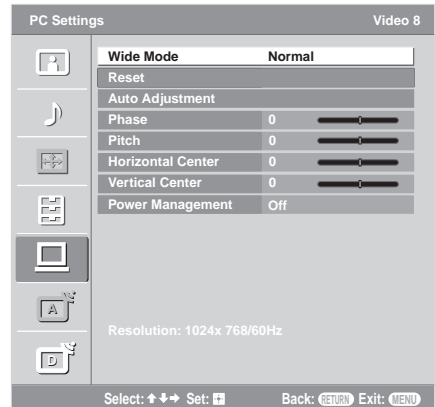 PC Settings Video 8
Wide Mode Normal
Reset
Auto Adjustment
Phase 0
Pitch 0
Horizontal Center 0
Vertical Center 0
Power Management Off
A
Resolution: 1024x 768/60Hz
D
Select: Set: Back: RETURN Exit: MENU